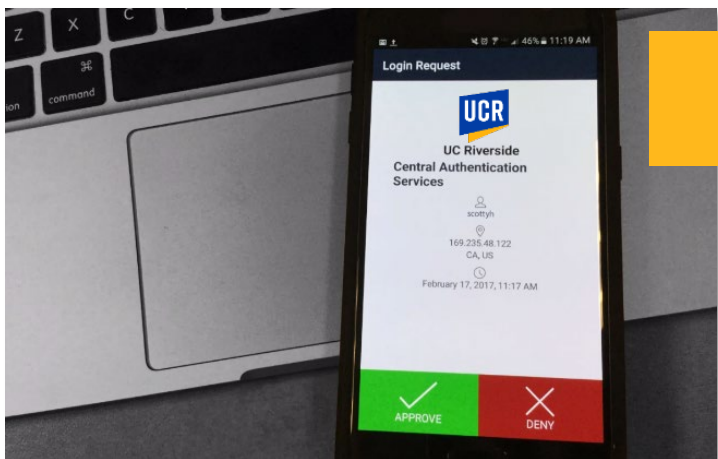 Z X C
⌘
command
46% 11:19 AM
Login Request
UCR
UC Riverside
Central Authentication
Services
scottyh
169.235.48.122
CA, US
February 17, 2017, 11:17 AM
APPROVE
DENY